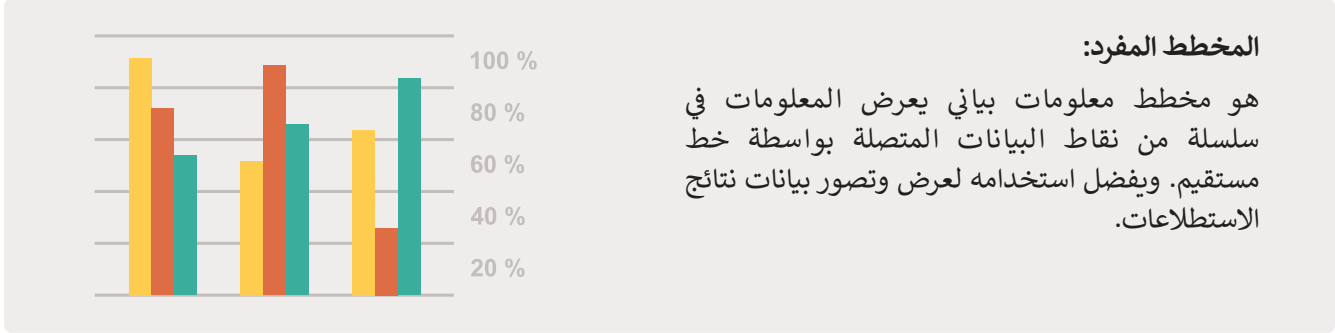 المخطط المفرد:
هو مخطط معلومات بياني يعرض المعلومات في
سلسلة من نقاط البيانات المتصلة بواسطة خط
مستقيم. ويفضل استخدامه لعرض وتصور بيانات نتائج
الاستطلاعات.
100 %
80 %
60 %
40 %
20 %